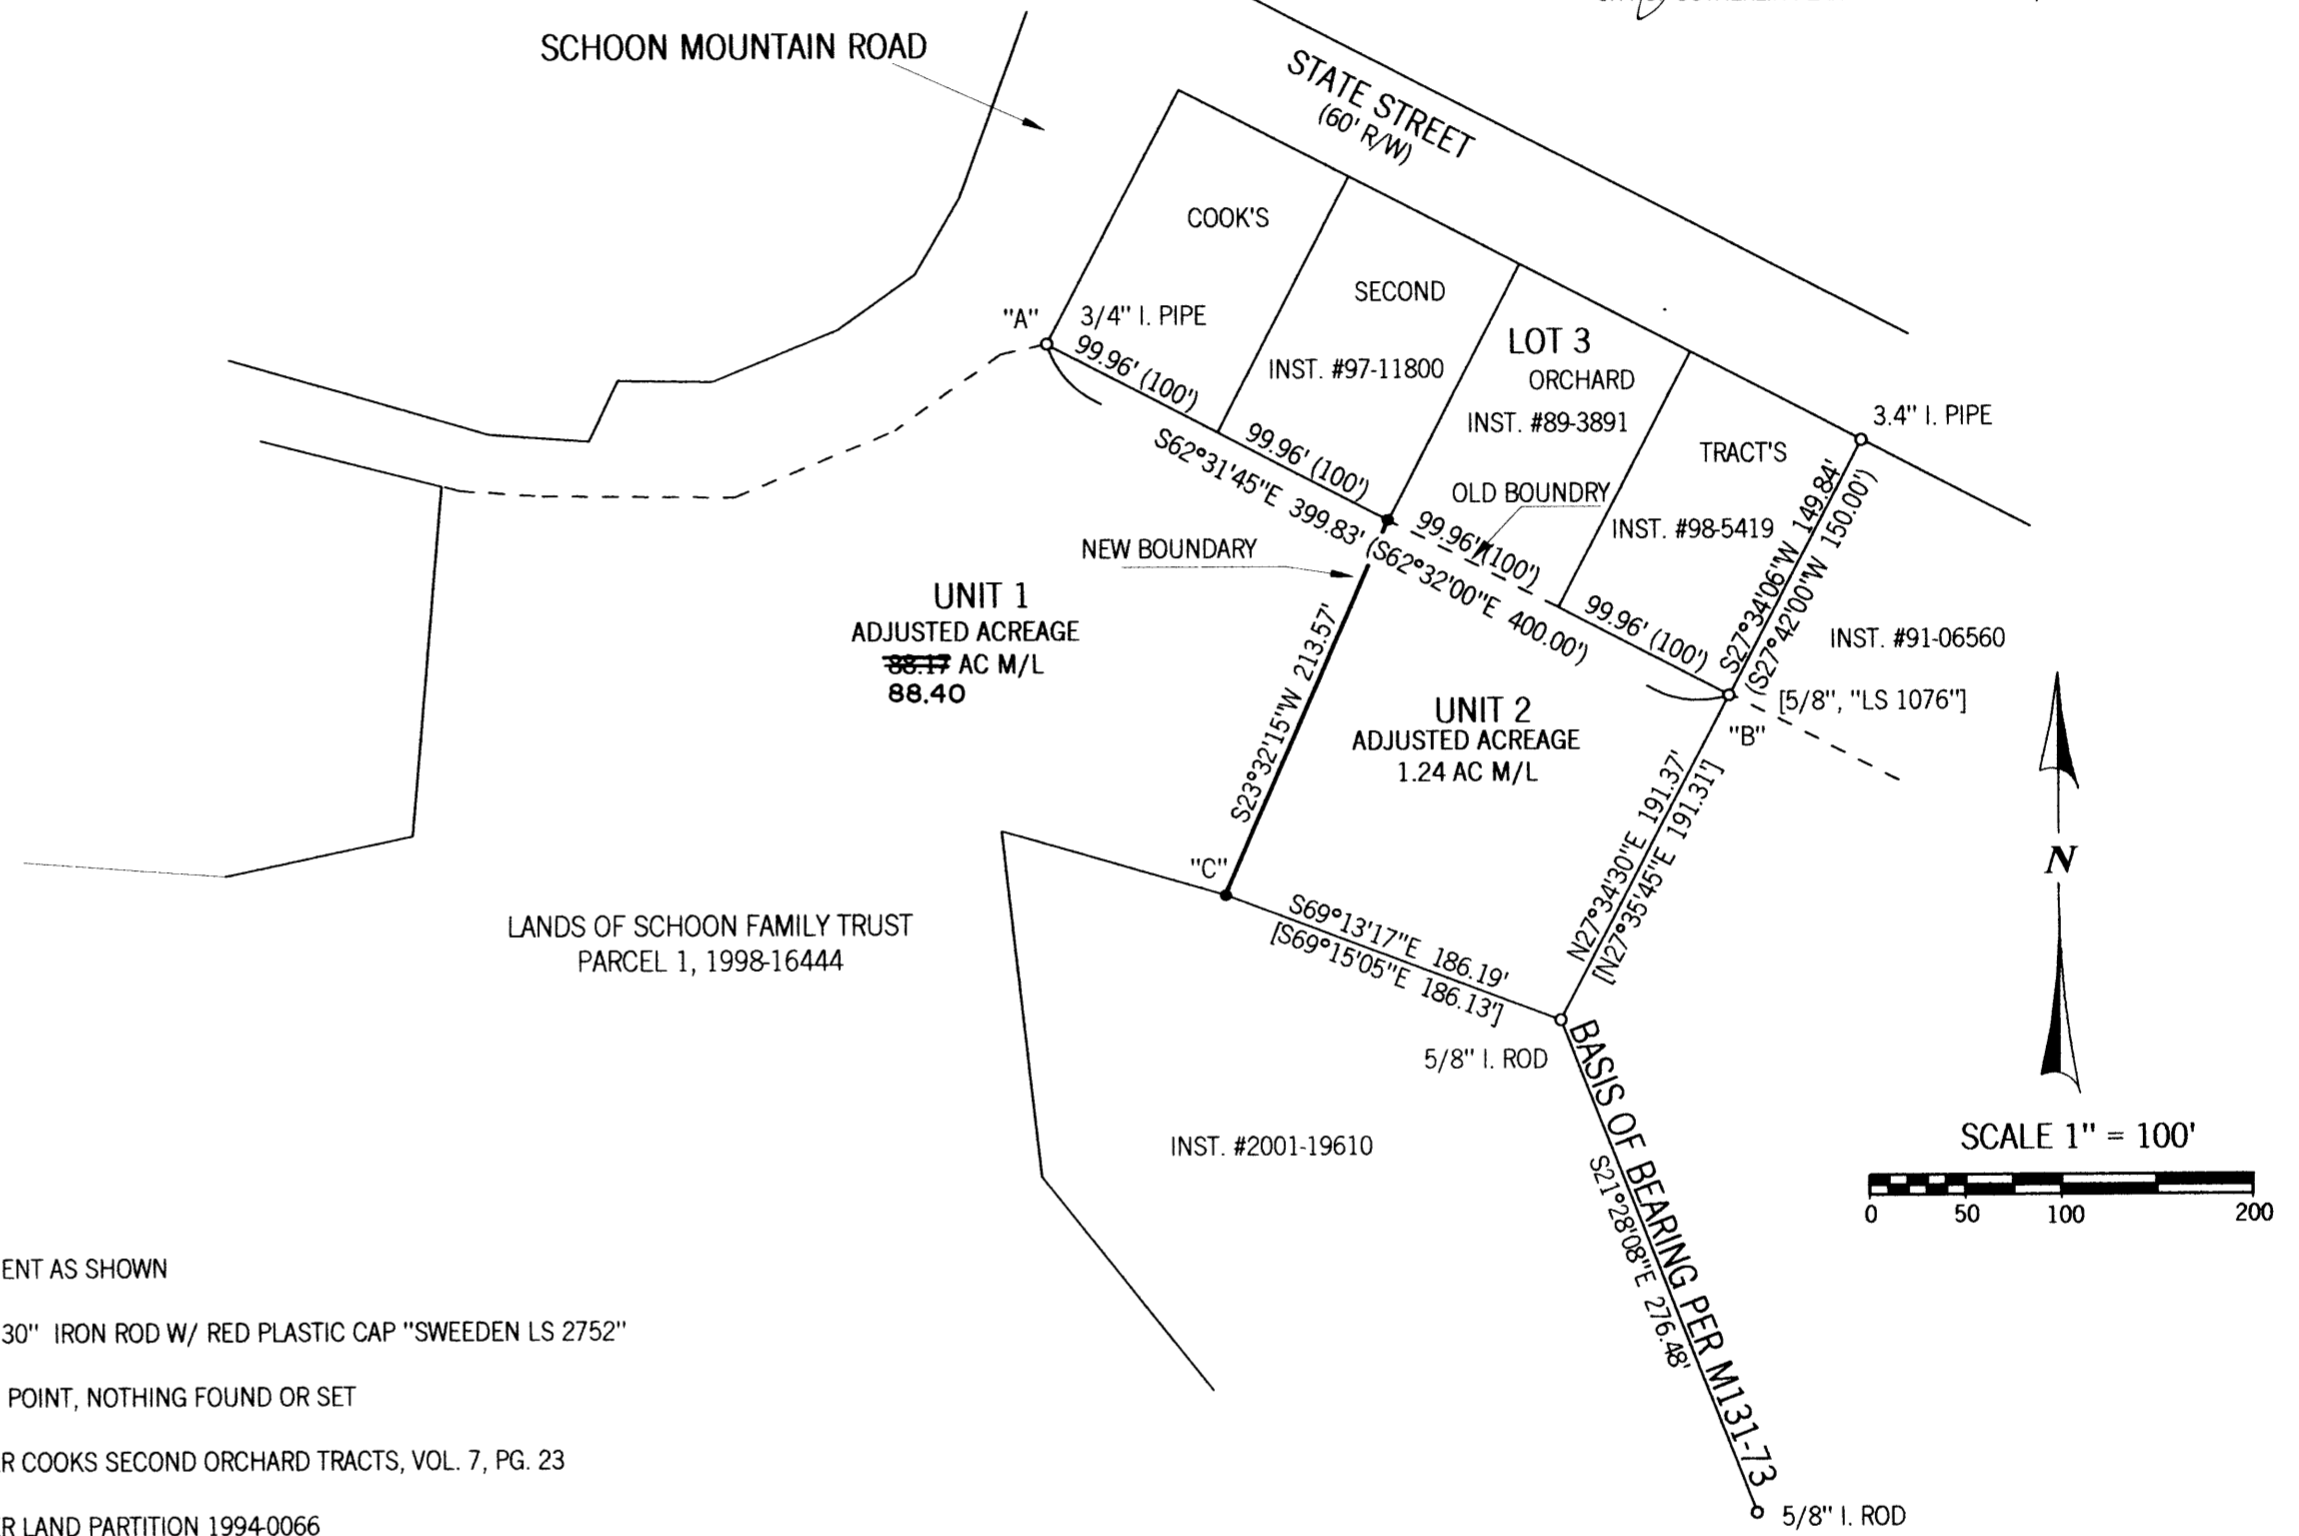 SCHOON MOUNTAIN ROAD
STATE STREET
(60' R/W)
COOK'S
SECOND
LOT 3
ORCHARD
TRACT'S
"A"
3/4" I. PIPE
3.4" I. PIPE
INST. #97-11800
INST. #89-3891
INST. #98-5419
99.96' (100')
99.96' (100')
99.96' (100')
99.96' (100')
S62°31'45"E 399.83' (S62°32'00"E 400.00')
OLD BOUNDRY
NEW BOUNDARY
S27°34'06"W 149.84'
(S27°42'00"W 150.00')
INST. #91-06560
[5/8", "LS 1076"]
"B"
UNIT 1
ADJUSTED ACREAGE
88.17 AC M/L
88.40
S23°32'15"W 213.57'
UNIT 2
ADJUSTED ACREAGE
1.24 AC M/L
N27°34'30"E 191.37'
[N27°35'45"E 191.31']
"C"
S69°13'17"E 186.19'
[S69°15'05"E 186.13']
LANDS OF SCHOON FAMILY TRUST
PARCEL 1, 1998-16444
5/8" I. ROD
N
BASIS OF BEARING PER M131-73
S21°28'08"E 276.48'
INST. #2001-19610
SCALE 1" = 100'
0 50 100 200
ENT AS SHOWN
30" IRON ROD W/ RED PLASTIC CAP "SWEEDEN LS 2752"
POINT, NOTHING FOUND OR SET
R COOKS SECOND ORCHARD TRACTS, VOL. 7, PG. 23
R LAND PARTITION 1994-0066
5/8" I. ROD